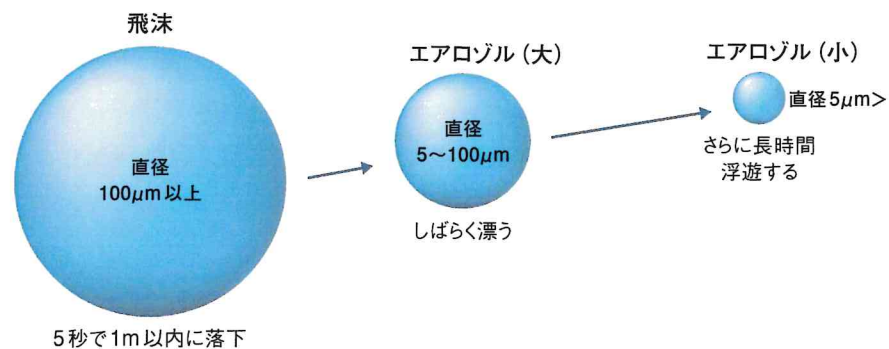 飛沫
直径
100μm以上
5秒で1m以内に落下
エアロゾル（大）
直径
5〜100μm
しばらく漂う
エアロゾル（小）
直径5μm＞
さらに長時間
浮遊する